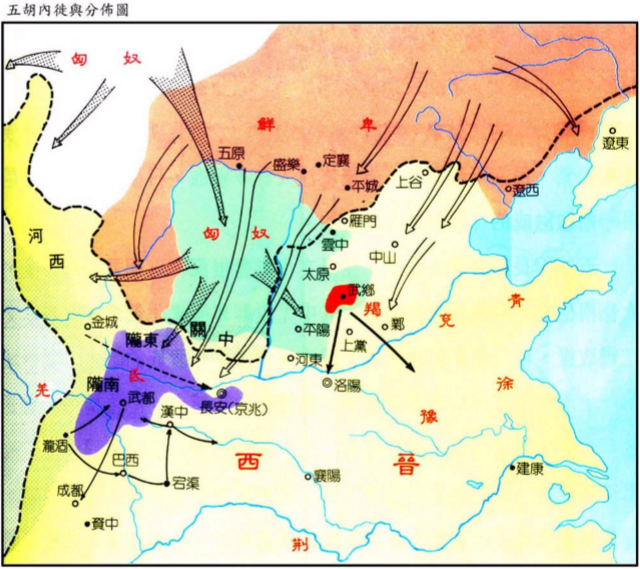 五胡內徙與分佈圖
匈奴
鮮卑
遼東
五原
盛樂
定襄
平城
上谷
遼西
雁門
河西
匈奴
雲中
中山
太原
武鄉
羯
青
金城
隴東
關中
平陽
上黨
鄴
兗
河東
羌
隴南
氐
武都
長安(京兆)
洛陽
徐
豫
漢中
巴西
西晉
襄陽
建康
宕渠
成都
資中
荆